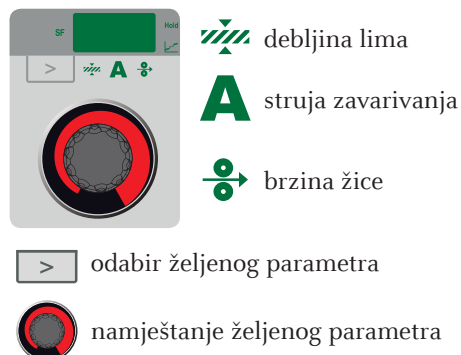 SF
Hold
> A
debljina lima
A struja zavarivanja
brzina žice
> odabir željenog parametra
namještanje željenog parametra